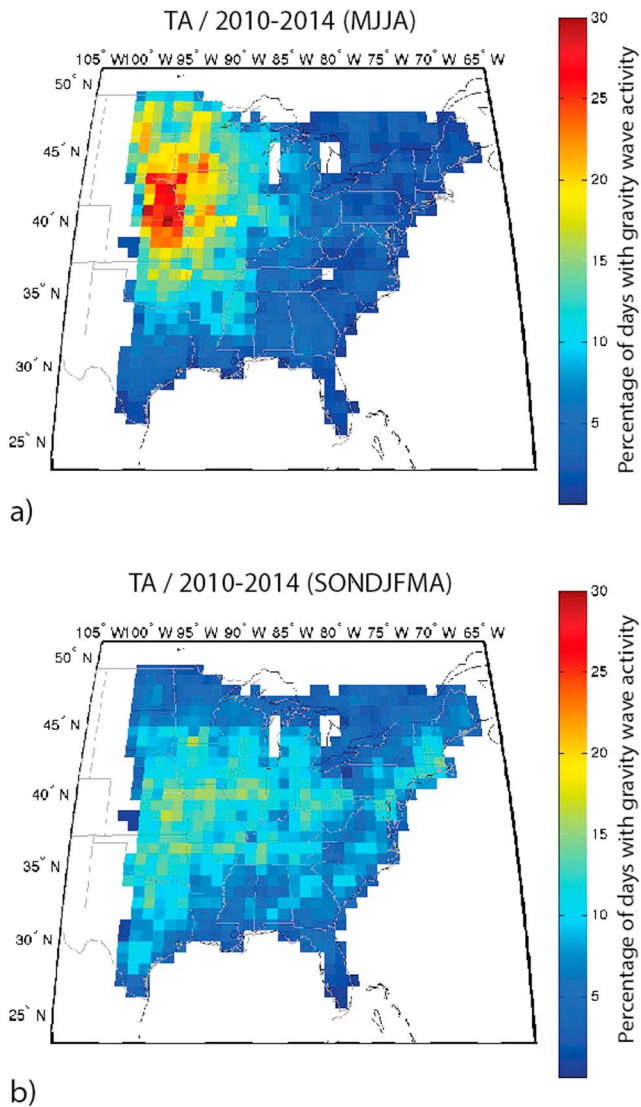 TA / 2010-2014 (MJJA)
105° W 100° W 95° W 90° W 85° W 80° W 75° W 70° W 65° W
50° N
45° N
40° N
35° N
30° N
25° N
30
25
20
15
10
5
Percentage of days with gravity wave activity
a)
TA / 2010-2014 (SONDJFMA)
105° W 100° W 95° W 90° W 85° W 80° W 75° W 70° W 65° W
50° N
45° N
40° N
35° N
30° N
25° N
30
25
20
15
10
5
Percentage of days with gravity wave activity
b)